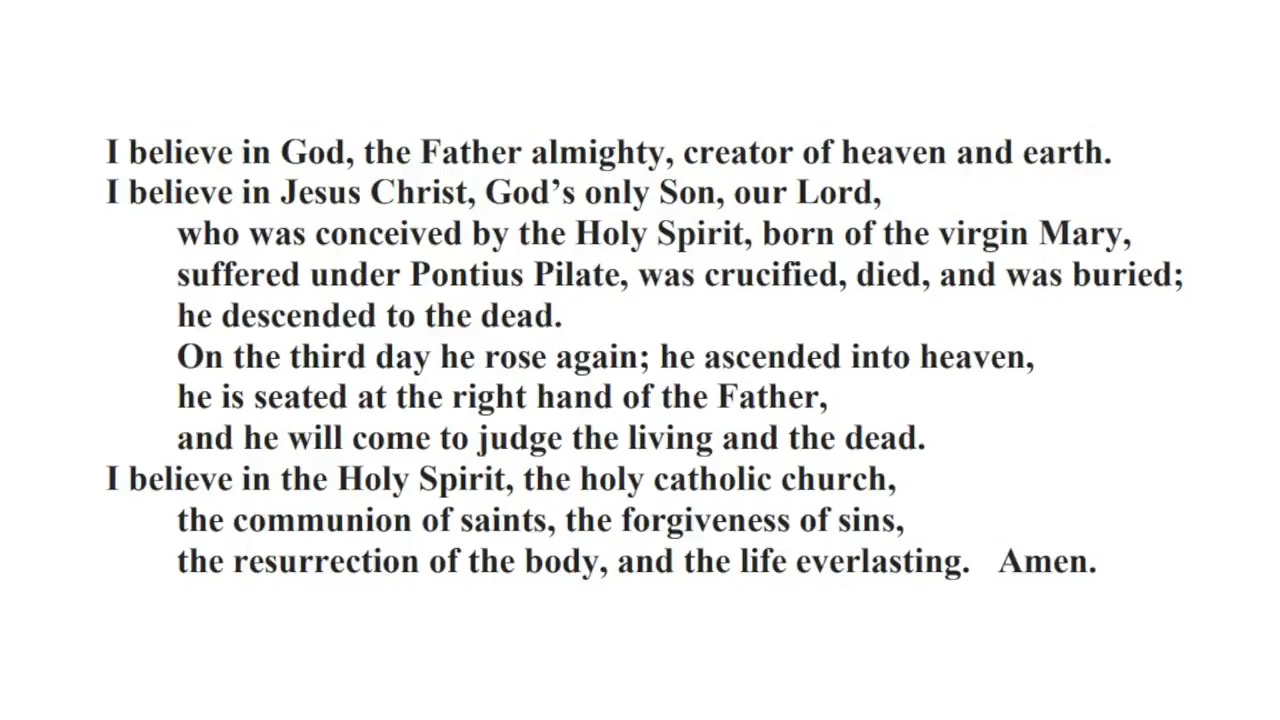 I believe in God, the Father almighty, creator of heaven and earth.
I believe in Jesus Christ, God’s only Son, our Lord,
who was conceived by the Holy Spirit, born of the virgin Mary,
suffered under Pontius Pilate, was crucified, died, and was buried;
he descended to the dead.
On the third day he rose again; he ascended into heaven,
he is seated at the right hand of the Father,
and he will come to judge the living and the dead.
I believe in the Holy Spirit, the holy catholic church,
the communion of saints, the forgiveness of sins,
the resurrection of the body, and the life everlasting. Amen.